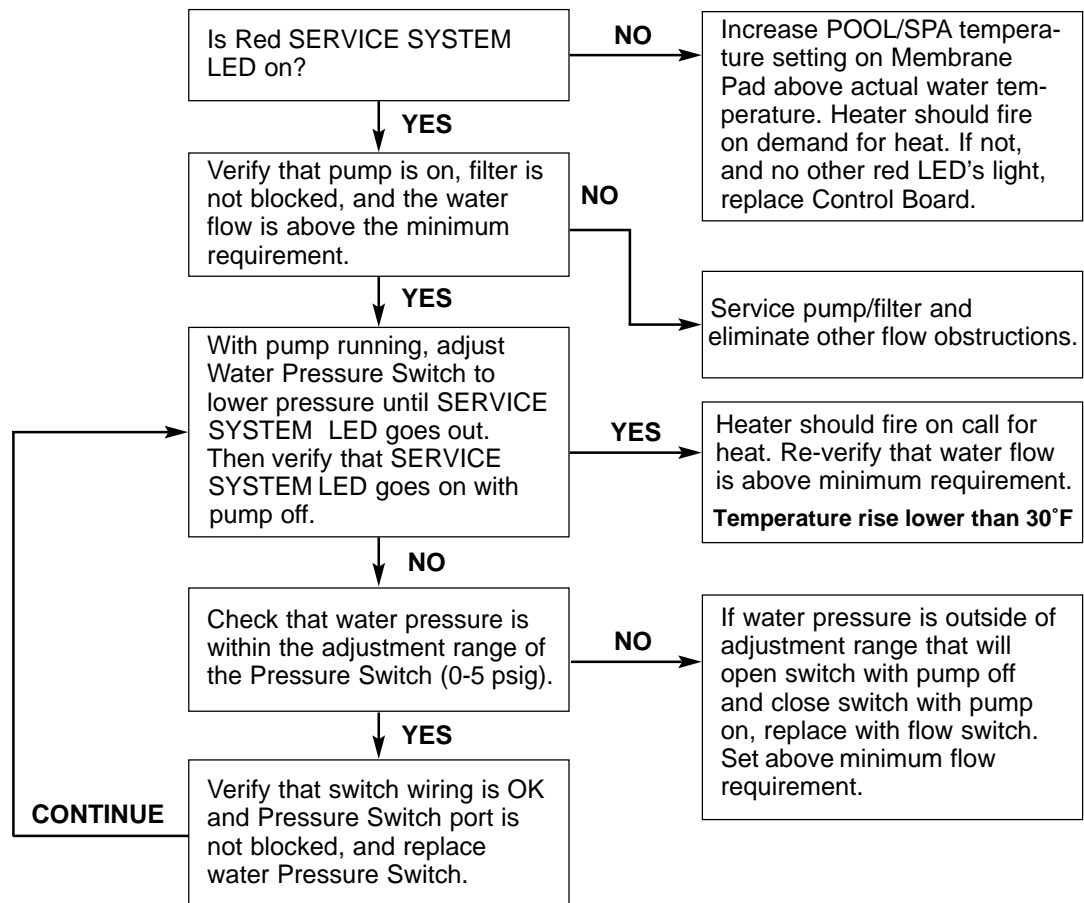 Is Red SERVICE SYSTEM
LED on?
NO
Increase POOL/SPA tempera-
ture setting on Membrane
Pad above actual water tem-
perature. Heater should fire
on demand for heat. If not,
and no other red LED's light,
replace Control Board.
YES
Verify that pump is on, filter is
not blocked, and the water
flow is above the minimum
requirement.
NO
Service pump/filter and
eliminate other flow obstructions.
YES
With pump running, adjust
Water Pressure Switch to
lower pressure until SERVICE
SYSTEM LED goes out.
Then verify that SERVICE
SYSTEM LED goes on with
pump off.
YES
Heater should fire on call for
heat. Re-verify that water flow
is above minimum requirement.
Temperature rise lower than 30˚F
NO
Check that water pressure is
within the adjustment range of
the Pressure Switch (0-5 psig).
NO
If water pressure is outside of
adjustment range that will
open switch with pump off
and close switch with pump
on, replace with flow switch.
Set above minimum flow
requirement.
YES
Verify that switch wiring is OK
and Pressure Switch port is
not blocked, and replace
water Pressure Switch.
CONTINUE